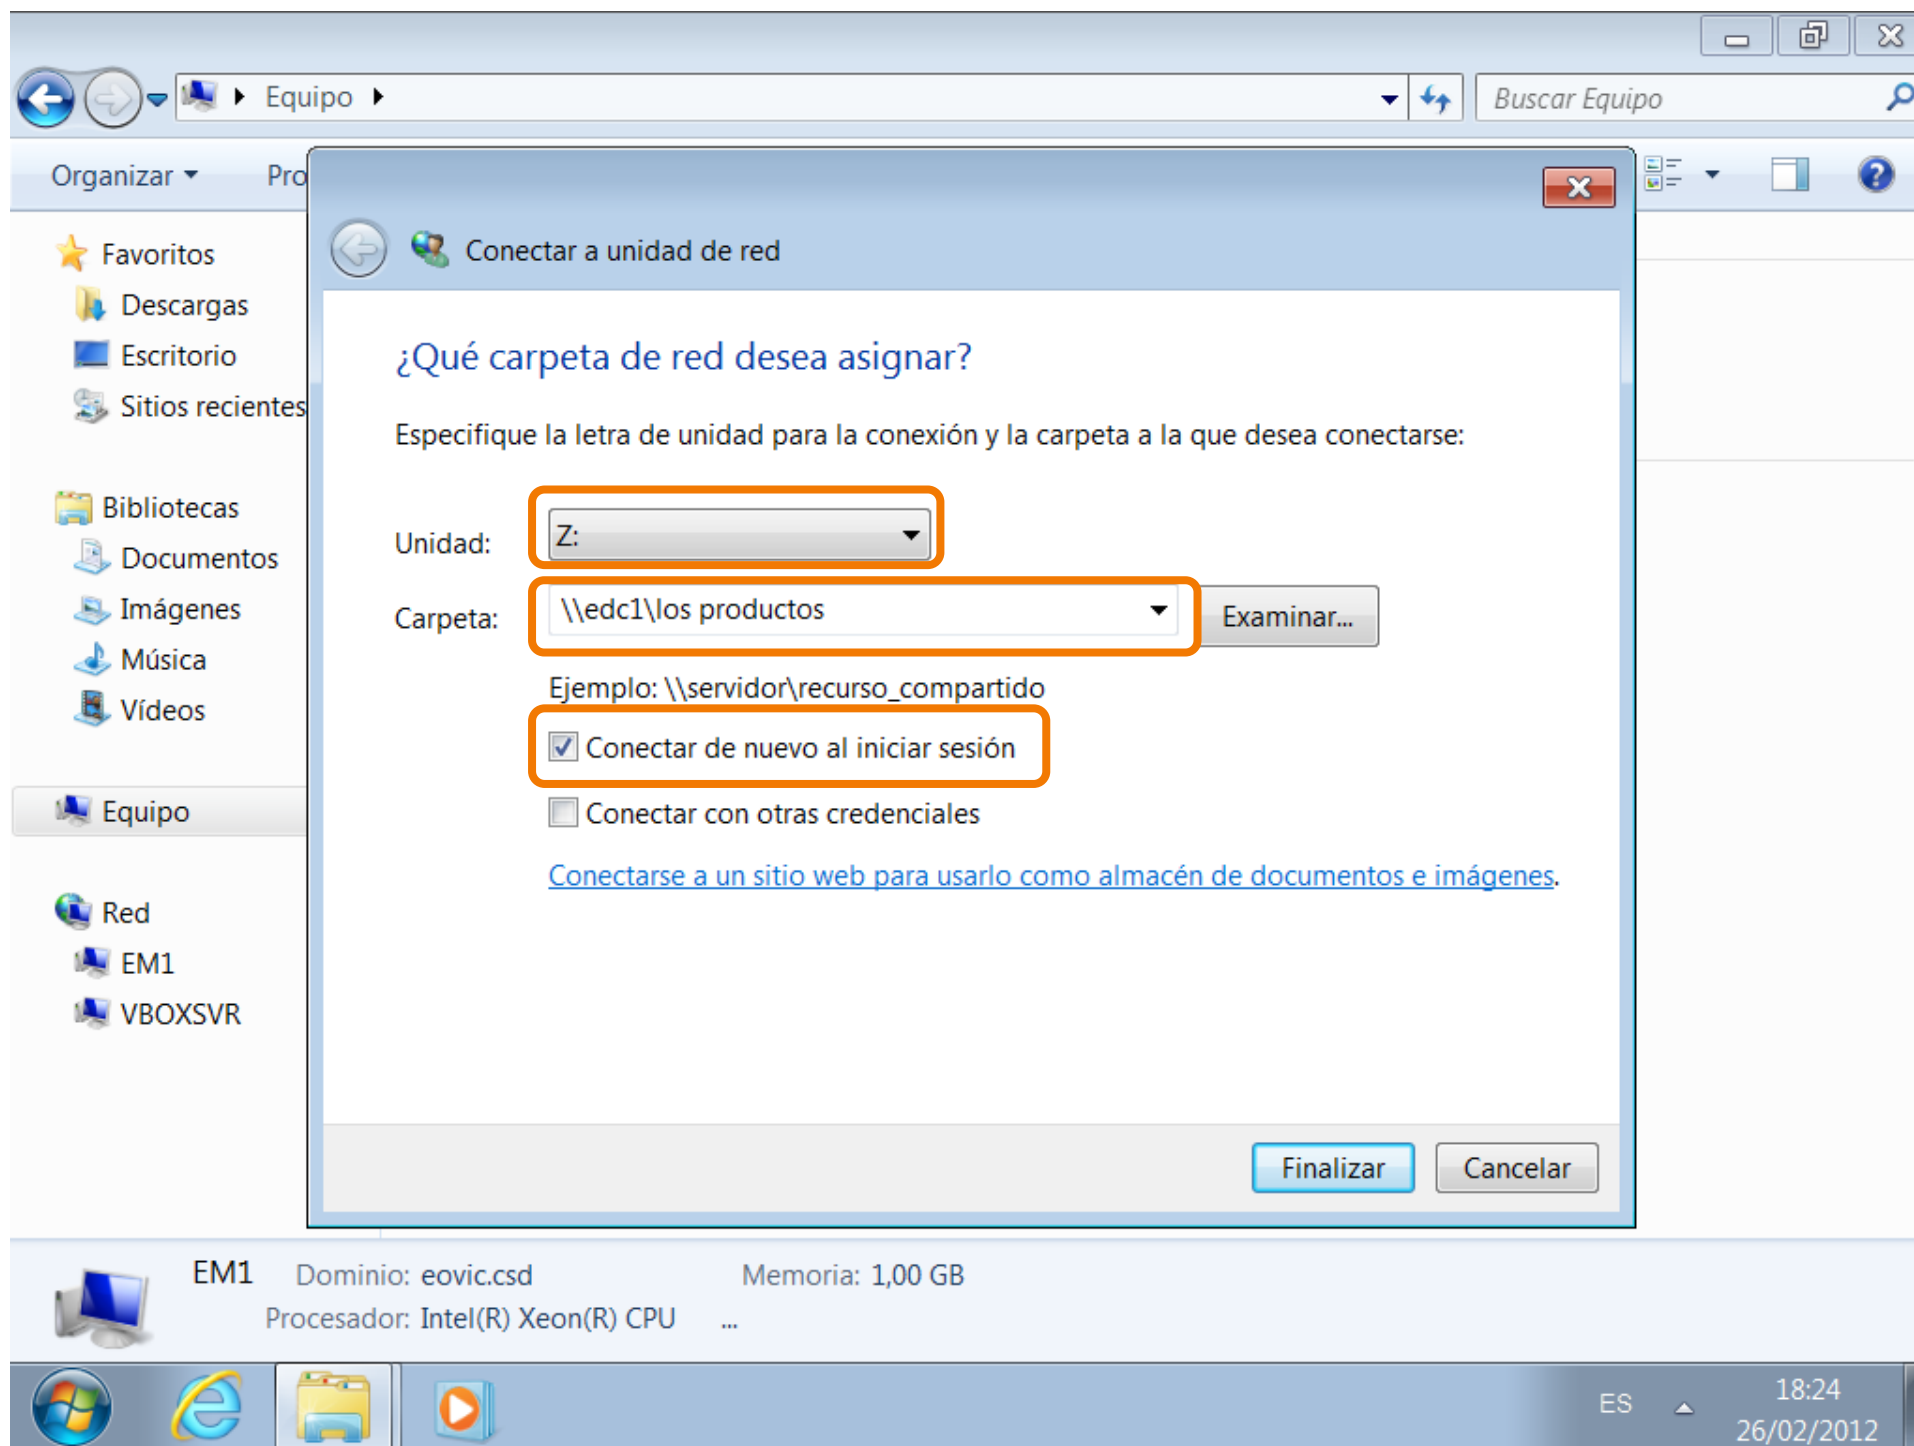 Equipo
Buscar Equipo
Organizar
Pro
Favoritos
Descargas
Escritorio
Sitios recientes
Bibliotecas
Documentos
Imágenes
Música
Vídeos
Equipo
Red
EM1
VBOXSVR
Conectar a unidad de red
¿Qué carpeta de red desea asignar?
Especifique la letra de unidad para la conexión y la carpeta a la que desea conectarse:
Unidad: Z:
Carpeta: \\edc1\los productos Examinar...
Ejemplo: \\servidor\recurso_compartido
Conectar de nuevo al iniciar sesión
Conectar con otras credenciales
Conectarse a un sitio web para usarlo como almacén de documentos e imágenes.
Finalizar Cancelar
EM1 Dominio: eovic.csd Memoria: 1,00 GB
Procesador: Intel(R) Xeon(R) CPU ...
ES 18:24
26/02/2012